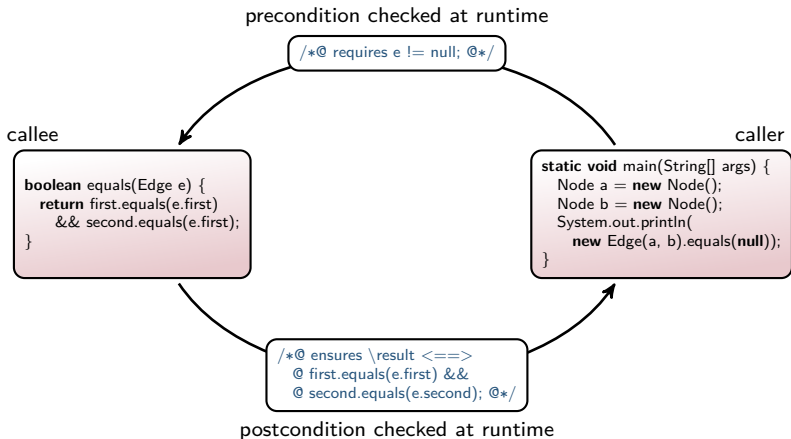 precondition checked at runtime
/*@ requires e != null; @*/
callee
boolean equals(Edge e) {
return first.equals(e.first)
&& second.equals(e.first);
}
caller
static void main(String[] args) {
Node a = new Node();
Node b = new Node();
System.out.println(
new Edge(a, b).equals(null));
}
/*@ ensures \result <==>
@ first.equals(e.first) &&
@ second.equals(e.second); @*/
postcondition checked at runtime